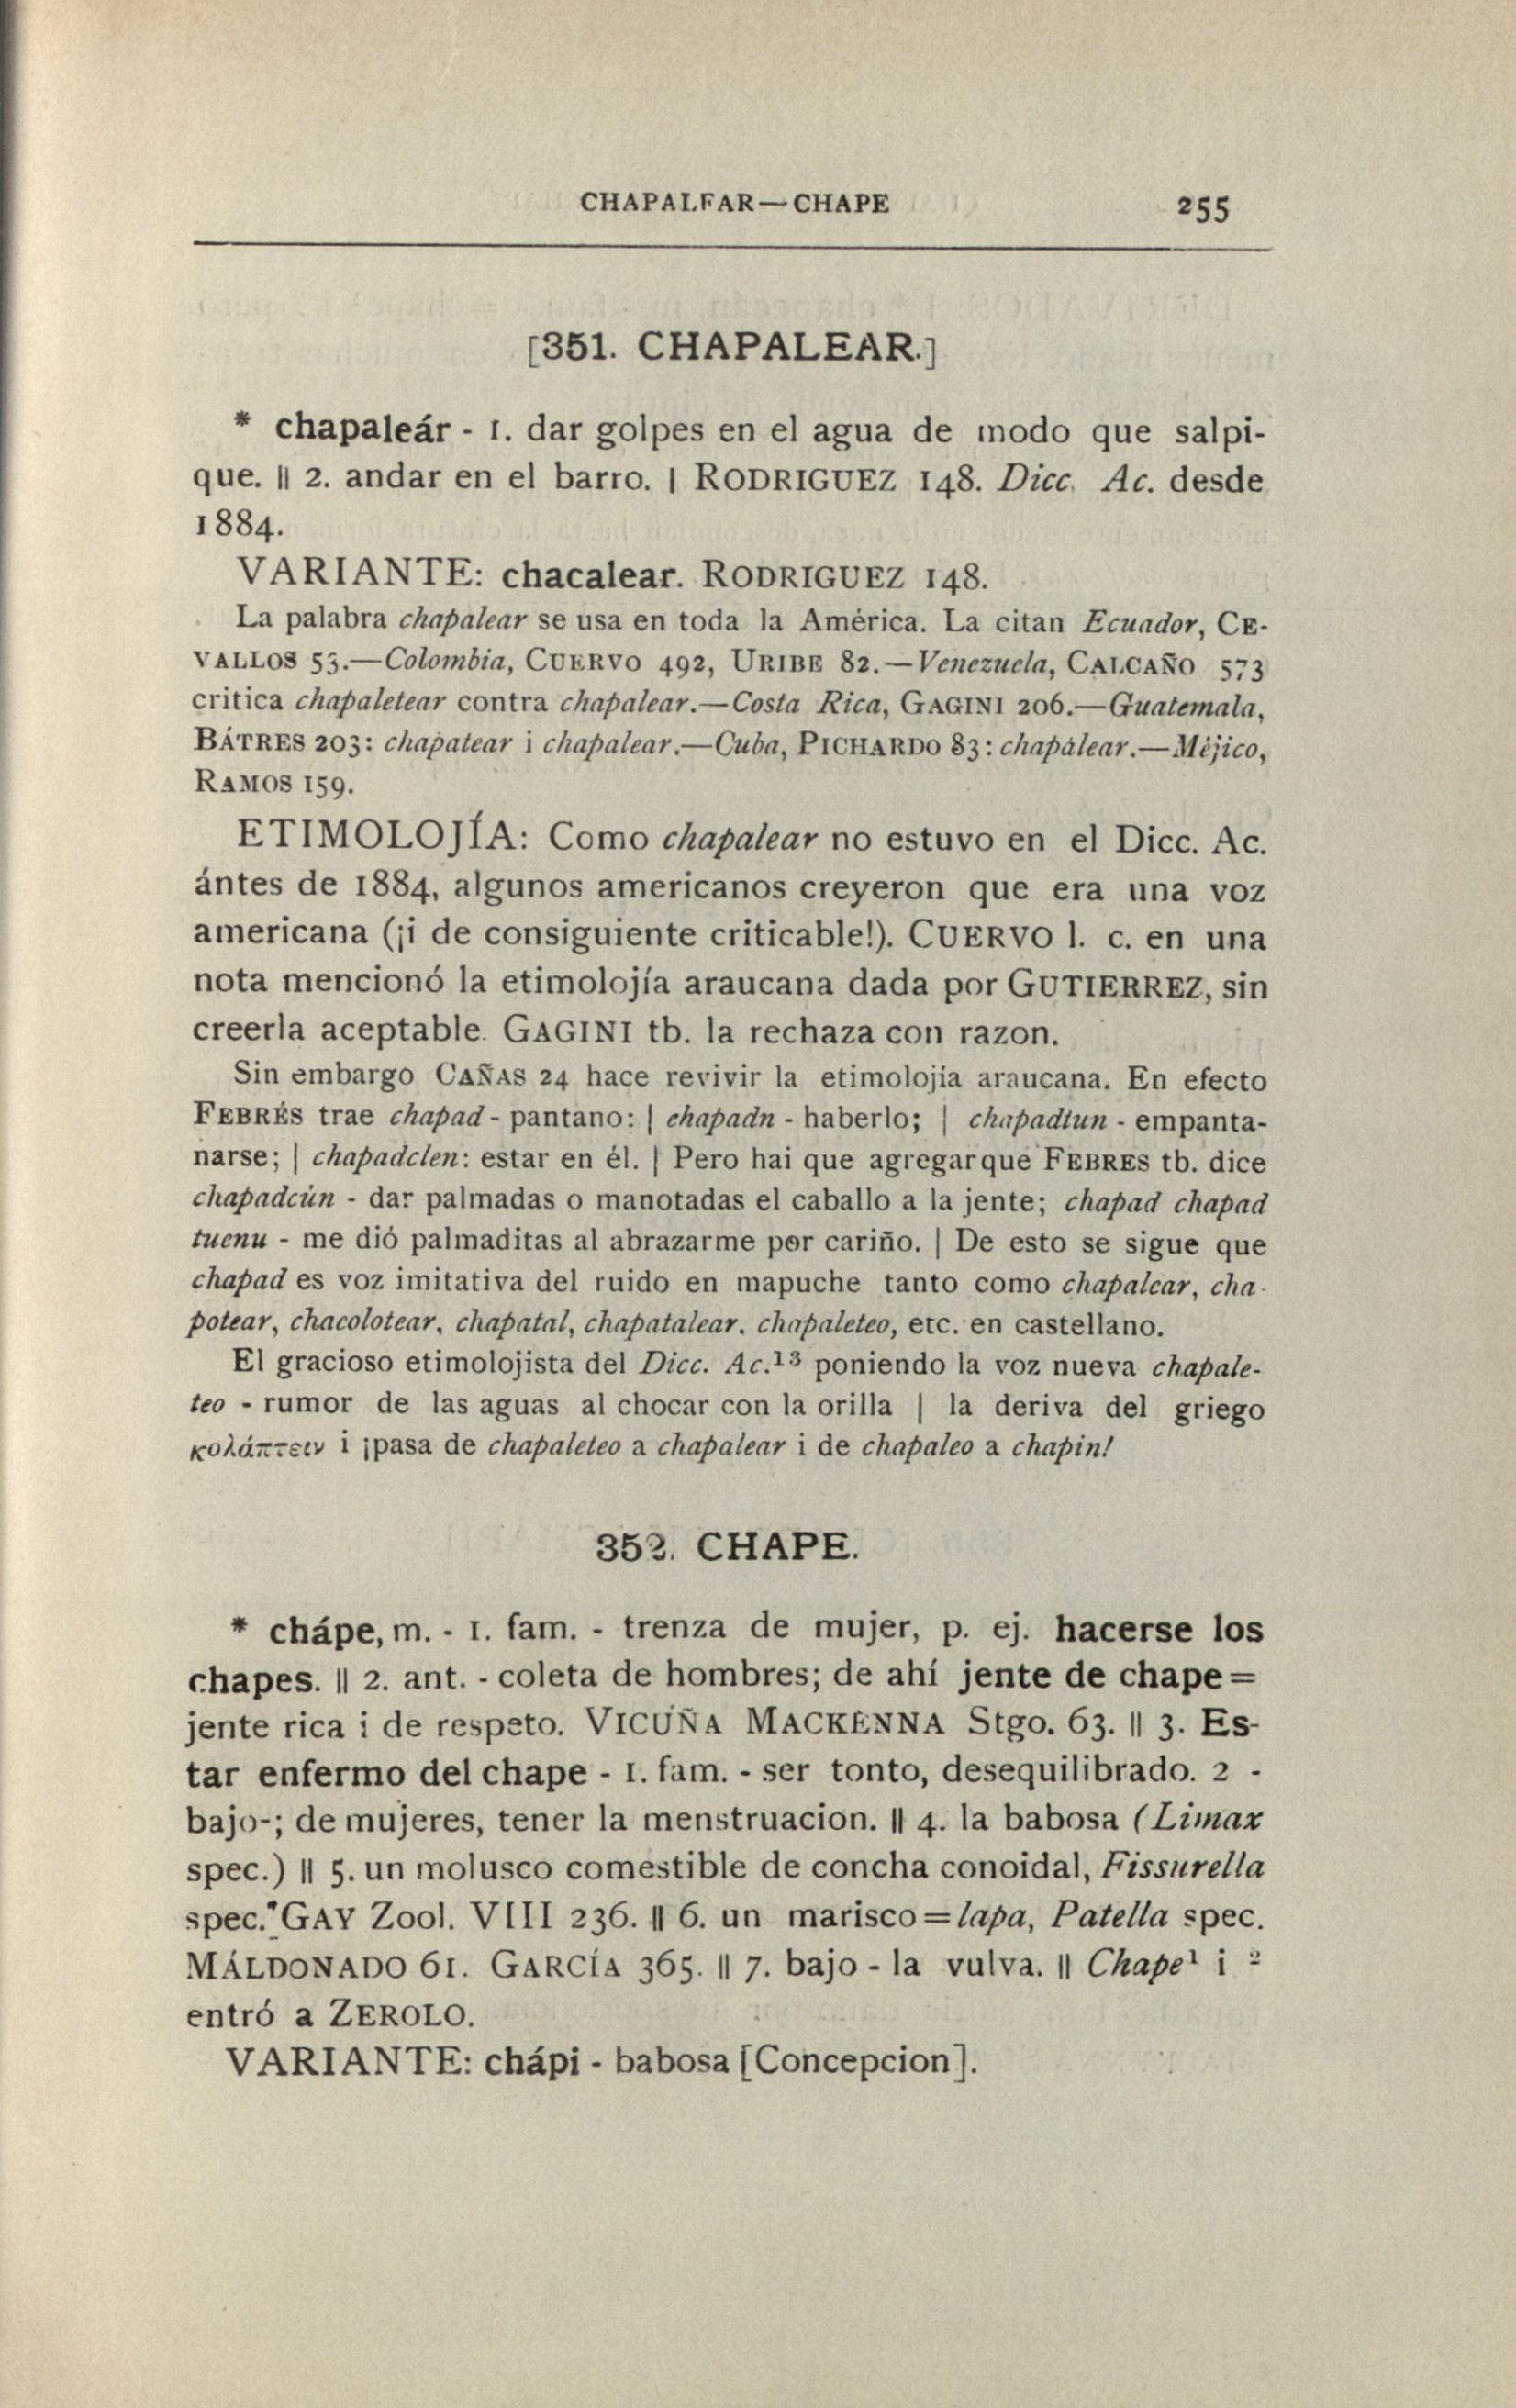 CHAPALEAR—CHAPE 255
[351. CHAPALEAR.]
* chapaleár - 1. dar golpes en el agua de modo que salpi-
que. || 2. andar en el barro. | RODRIGUEZ 148. Dicc. Ac. desde
1884.
VARIANTE: chacalear. RODRIGUEZ 148.
La palabra chapalear se usa en toda la América. La citan Ecuador, CE-
VALLOS 53.—Colombia, CUERVO 492, URIBE 82.—Venezuela, CALCAÑO 573
critica chapaletear contra chapalear.—Costa Rica, GAGINI 206.—Guatemala,
BÁTRES 203: chapatear i chapalear.—Cuba, PICHARDO 83: chapálear.—Méjico,
RAMOS 159.
ETIMOLOJÍA: Como chapalear no estuvo en el Dicc. Ac.
ántes de 1884, algunos americanos creyeron que era una voz
americana (¡i de consiguiente criticable!). CUERVO l. c. en una
nota mencionó la etimolojía araucana dada por GUTIERREZ, sin
creerla aceptable. GAGINI tb. la rechaza con razon.
Sin embargo CAÑAS 24 hace revivir la etimolojía araucana. En efecto
FEBRÉS trae chapad - pantano: | chapadn - haberlo; | chapadtun - empanta-
narse; | chapadclen: estar en él. | Pero hai que agregar que FEBRES tb. dice
chapadcùn - dar palmadas o manotadas el caballo a la jente; chapad chapad
tuenu - me dió palmaditas al abrazarme por cariño. | De esto se sigue que
chapad es voz imitativa del ruido en mapuche tanto como chapalear, cha-
potear, chacolotear, chapatal, chapatalear, chapaleteo, etc. en castellano.
El gracioso etimolojista del Dicc. Ac.¹³ poniendo la voz nueva chapale-
teo - rumor de las aguas al chocar con la orilla | la deriva del griego
κολάπτειν i ¡pasa de chapaleteo a chapalear i de chapaleo a chapin!
352. CHAPE.
* chápe, m. - 1. fam. - trenza de mujer, p. ej. hacerse los
chapes. || 2. ant. - coleta de hombres; de ahí jente de chape =
jente rica i de respeto. VICUÑA MACKENNA Stgo. 63. || 3. Es-
tar enfermo del chape - 1. fam. - ser tonto, desequilibrado. 2 -
bajo-; de mujeres, tener la menstruacion. || 4. la babosa (Limax
spec.) || 5. un molusco comestible de concha conoidal, Fissurella
spec. GAY Zool. VIII 236. || 6. un marisco = lapa, Patella spec.
MÁLDONADO 61. GARCÍA 365. || 7. bajo - la vulva. || Chape¹ i ²
entró a ZEROLO.
VARIANTE: chápi - babosa [Concepcion].